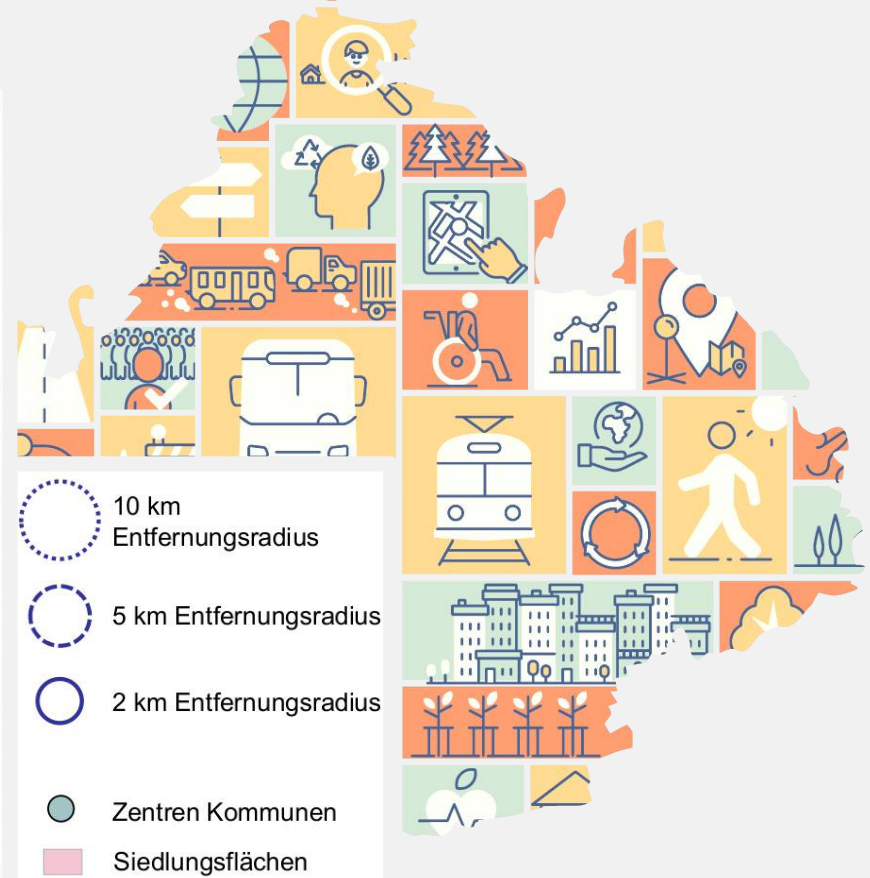 10 km
Entfernungsradius
5 km Entfernungsradius
2 km Entfernungsradius
Zentren Kommunen
Siedlungsflächen